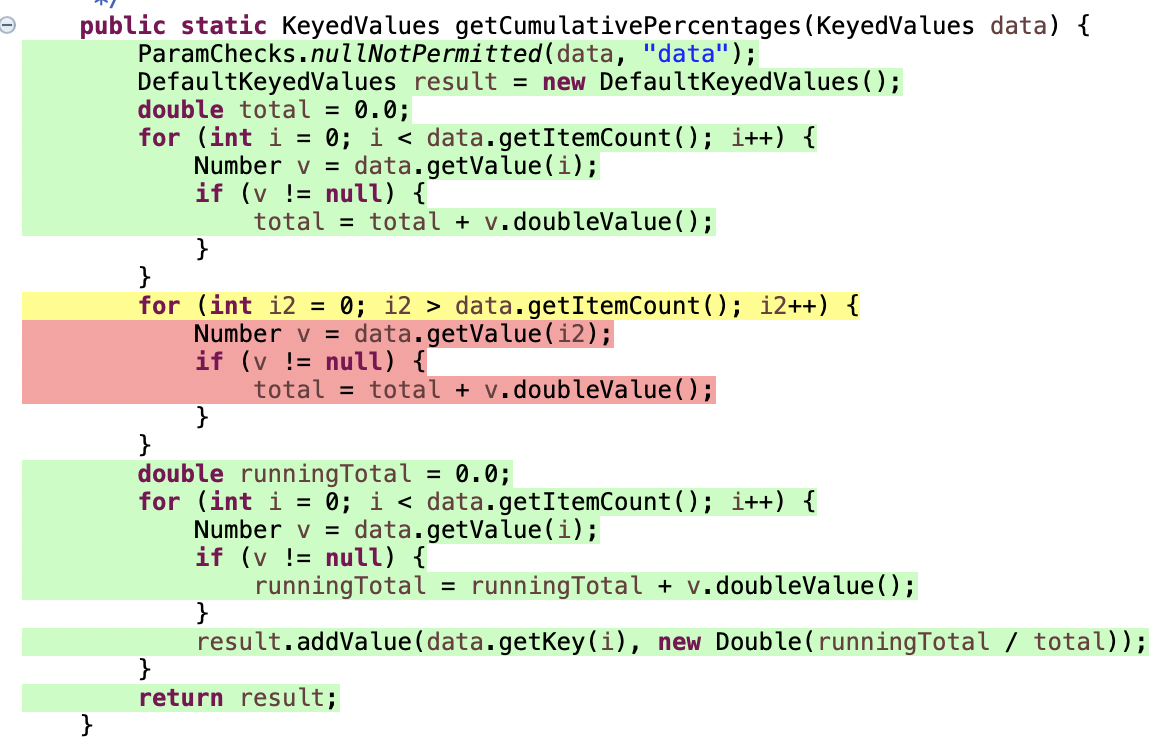 */
public static KeyedValues getCumulativePercentages(KeyedValues data) {
ParamChecks.nullNotPermitted(data, "data");
DefaultKeyedValues result = new DefaultKeyedValues();
double total = 0.0;
for (int i = 0; i < data.getItemCount(); i++) {
Number v = data.getValue(i);
if (v != null) {
total = total + v.doubleValue();
}
}
for (int i2 = 0; i2 > data.getItemCount(); i2++) {
Number v = data.getValue(i2);
if (v != null) {
total = total + v.doubleValue();
}
}
double runningTotal = 0.0;
for (int i = 0; i < data.getItemCount(); i++) {
Number v = data.getValue(i);
if (v != null) {
runningTotal = runningTotal + v.doubleValue();
}
result.addValue(data.getKey(i), new Double(runningTotal / total));
}
return result;
}